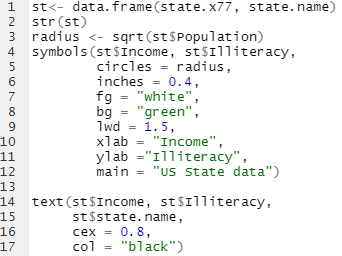 1 st<- data.frame(state.x77, state.name)
2 str(st)
3 radius <- sqrt(st$Population)
4 symbols(st$Income, st$Illiteracy,
5         circles = radius,
6         inches = 0.4,
7         fg = "white",
8         bg = "green",
9         lwd = 1.5,
10         xlab = "Income",
11         ylab ="Illiteracy",
12         main = "US State data")
13
14 text(st$Income, st$Illiteracy,
15      st$state.name,
16      cex = 0.8,
17      col = "black")